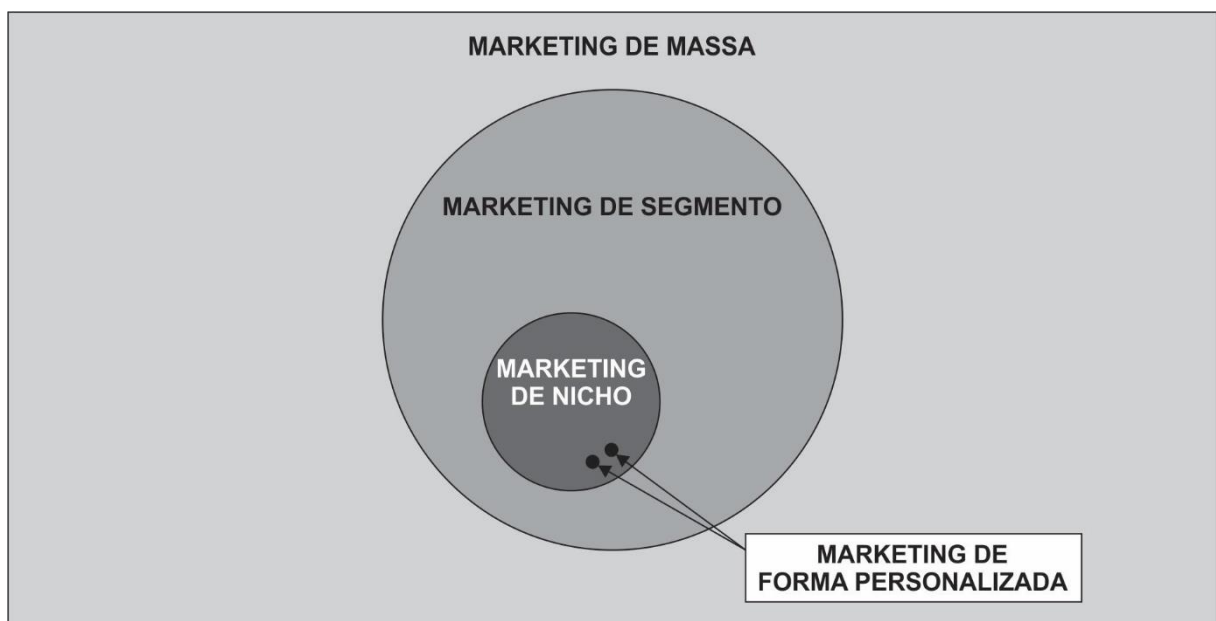 MARKETING DE MASSA
MARKETING DE SEGMENTO
MARKETING
DE NICHO
MARKETING DE
FORMA PERSONALIZADA